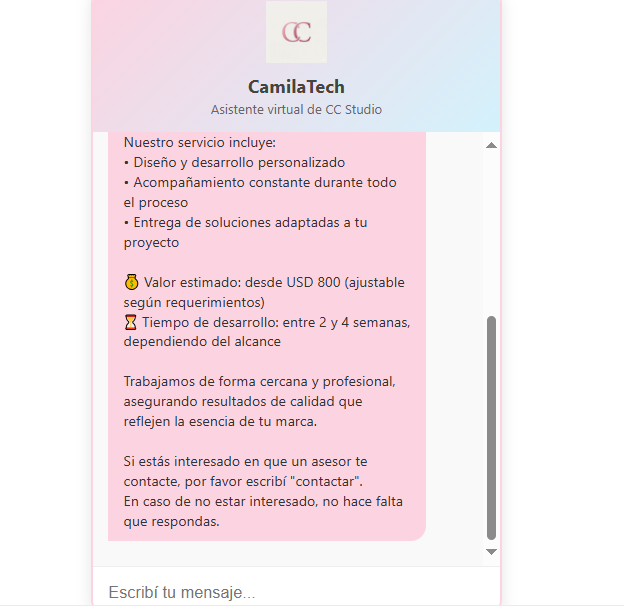 CC
CamilaTech
Asistente virtual de CC Studio
Nuestro servicio incluye:
• Diseño y desarrollo personalizado
• Acompañamiento constante durante todo
el proceso
• Entrega de soluciones adaptadas a tu
proyecto
💰 Valor estimado: desde USD 800 (ajustable
según requerimientos)
⏳ Tiempo de desarrollo: entre 2 y 4 semanas,
dependiendo del alcance
Trabajamos de forma cercana y profesional,
asegurando resultados de calidad que
reflejen la esencia de tu marca.
Si estás interesado en que un asesor te
contacte, por favor escribí "contactar".
En caso de no estar interesado, no hace falta
que respondas.
Escribí tu mensaje...